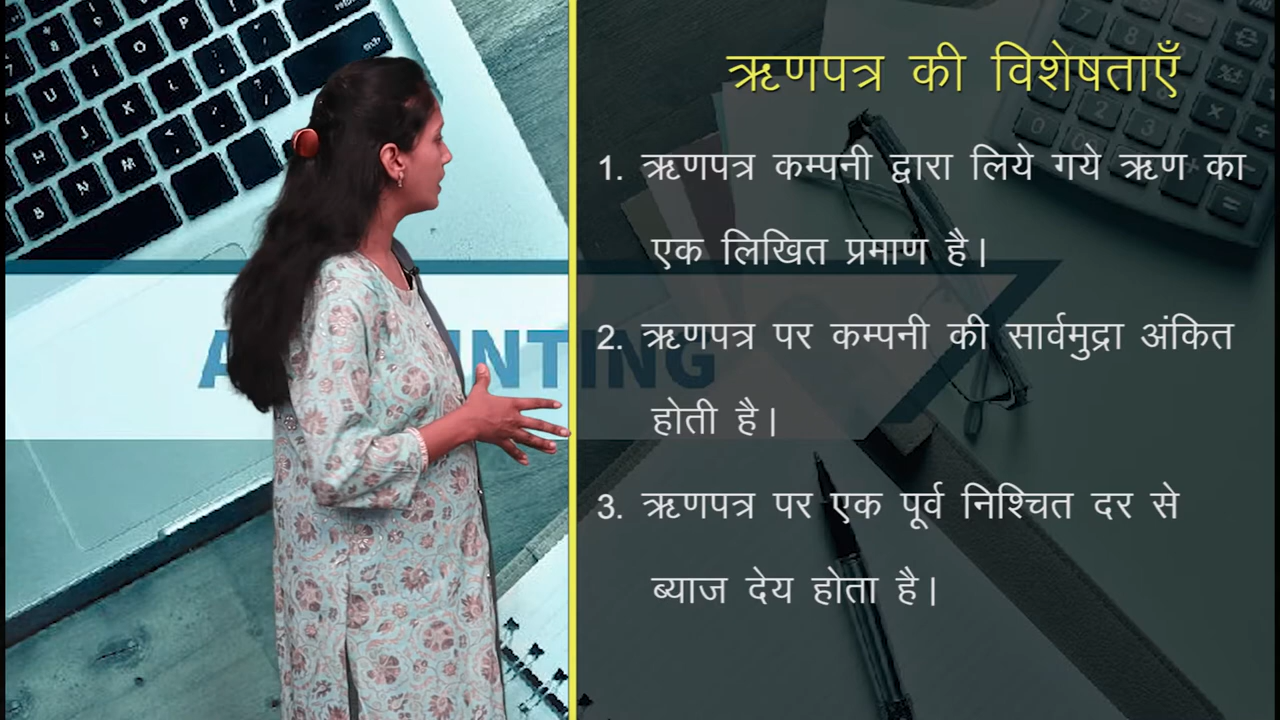 ऋणपत्र की विशेषताएँ
1. ऋणपत्र कम्पनी द्वारा लिये गये ऋण का
एक लिखित प्रमाण है।
2. ऋणपत्र पर कम्पनी की सार्वमुद्रा अंकित
होती है।
3. ऋणपत्र पर एक पूर्व निश्चित दर से
ब्याज देय होता है।